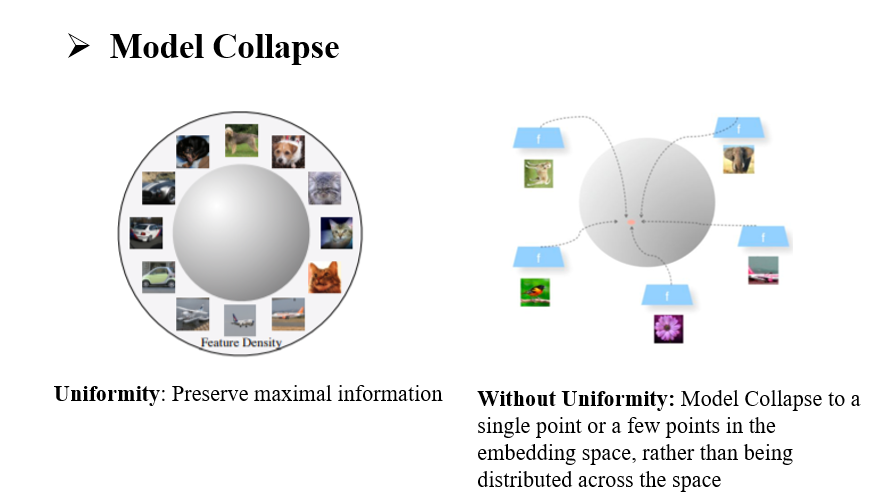 ➢ Model Collapse
Feature Density
Uniformity: Preserve maximal information
f
f
f
f
f
Without Uniformity: Model Collapse to a
single point or a few points in the
embedding space, rather than being
distributed across the space